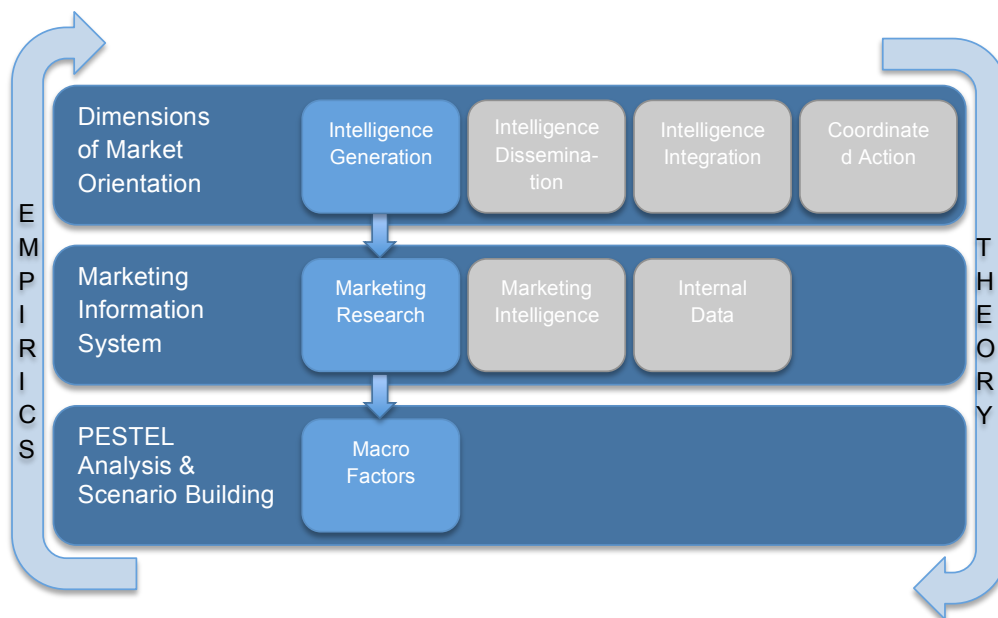 Dimensions
of Market
Orientation
Intelligence
Generation
Intelligence
Dissemina-
tion
Intelligence
Integration
Coordinate
d Action
E
M
P
I
R
I
C
S
T
H
E
O
R
Y
Marketing
Information
System
Marketing
Research
Marketing
Intelligence
Internal
Data
PESTEL
Analysis &
Scenario Building
Macro
Factors